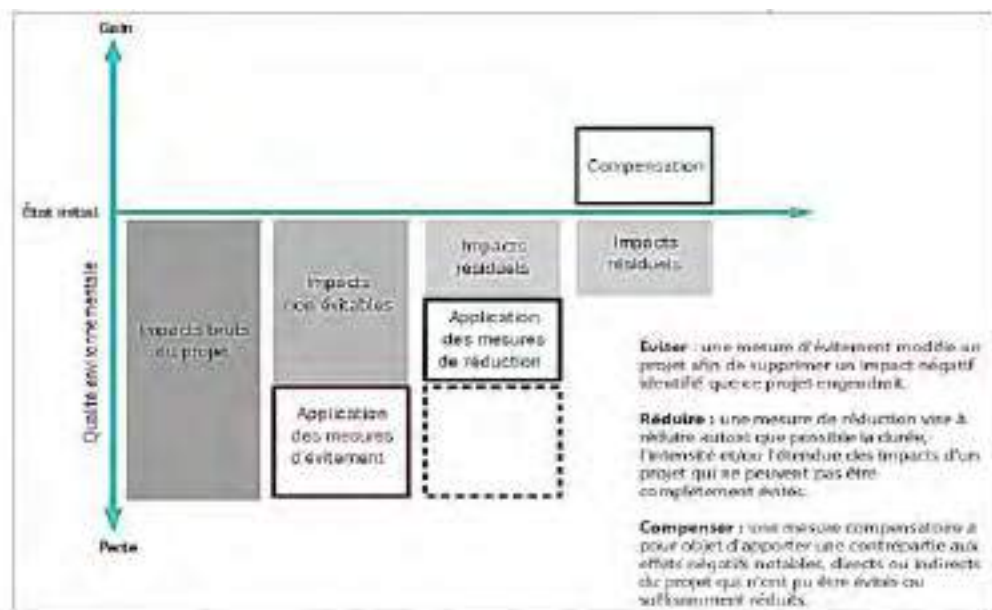 Gain
Compensation
État initial
Impacts bruts
du projet
Impacts
non évitables
Impacts
résiduels
Impacts
résiduels
Application
des mesures
de réduction
Application
des mesures
d'évitement
Qualité environnementale
Perte
Éviter : une mesure d'évitement modifie un
projet afin de supprimer un impact négatif
identifié que ce projet engendrait.
Réduire : une mesure de réduction vise à
réduire autant que possible la durée,
l'intensité et/ou l'étendue des impacts d'un
projet qui ne peuvent pas être
complètement évités.
Compenser : une mesure compensatoire a
pour objet d'apporter une contrepartie aux
effets négatifs notables, directs ou indirects
du projet qui n'ont pu être évités ou
suffisamment réduits.